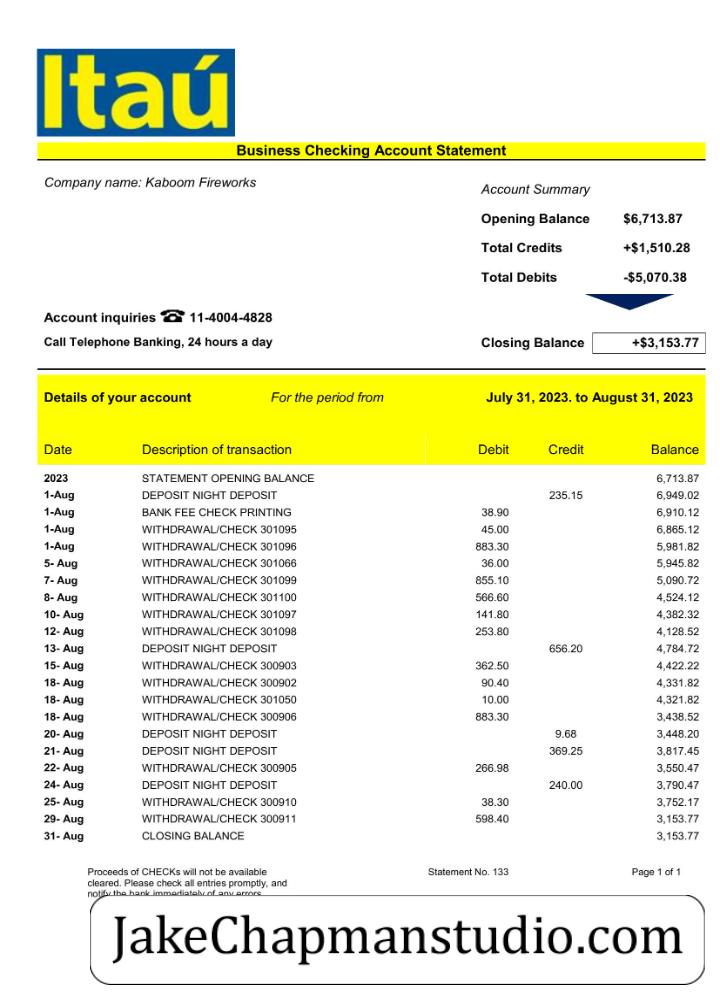 Itaú
Business Checking Account Statement
Company name: Kaboom Fireworks
Account Summary
Opening Balance $6,713.87
Total Credits +$1,510.28
Total Debits -$5,070.38
Account inquiries ☎ 11-4004-4828
Call Telephone Banking, 24 hours a day
Closing Balance +$3,153.77
Details of your account For the period from July 31, 2023. to August 31, 2023
Date Description of transaction Debit Credit Balance
2023 STATEMENT OPENING BALANCE 6,713.87
1-Aug DEPOSIT NIGHT DEPOSIT 235.15 6,949.02
1-Aug BANK FEE CHECK PRINTING 38.90 6,910.12
1-Aug WITHDRAWAL/CHECK 301095 45.00 6,865.12
1-Aug WITHDRAWAL/CHECK 301096 883.30 5,981.82
5- Aug WITHDRAWAL/CHECK 301066 36.00 5,945.82
7- Aug WITHDRAWAL/CHECK 301099 855.10 5,090.72
8- Aug WITHDRAWAL/CHECK 301100 566.60 4,524.12
10- Aug WITHDRAWAL/CHECK 301097 141.80 4,382.32
12- Aug WITHDRAWAL/CHECK 301098 253.80 4,128.52
13- Aug DEPOSIT NIGHT DEPOSIT 656.20 4,784.72
15- Aug WITHDRAWAL/CHECK 300903 362.50 4,422.22
18- Aug WITHDRAWAL/CHECK 300902 90.40 4,331.82
18- Aug WITHDRAWAL/CHECK 301050 10.00 4,321.82
18- Aug WITHDRAWAL/CHECK 300906 883.30 3,438.52
20- Aug DEPOSIT NIGHT DEPOSIT 9.68 3,448.20
21- Aug DEPOSIT NIGHT DEPOSIT 369.25 3,817.45
22- Aug WITHDRAWAL/CHECK 300905 266.98 3,550.47
24- Aug DEPOSIT NIGHT DEPOSIT 240.00 3,790.47
25- Aug WITHDRAWAL/CHECK 300910 38.30 3,752.17
29- Aug WITHDRAWAL/CHECK 300911 598.40 3,153.77
31- Aug CLOSING BALANCE 3,153.77
Proceeds of CHECKs will not be available Statement No. 133 Page 1 of 1
cleared. Please check all entries promptly, and
notify the bank immediately of any errors
JakeChapmanstudio.com